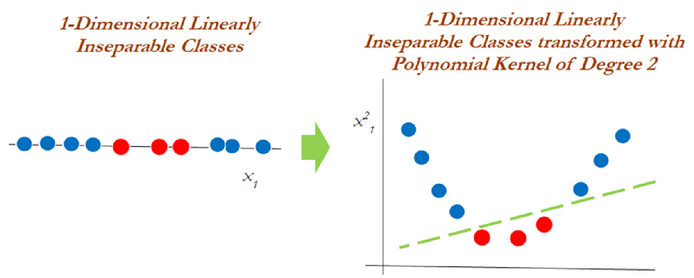 1-Dimensional Linearly
Inseparable Classes
x₁
1-Dimensional Linearly
Inseparable Classes transformed with
Polynomial Kernel of Degree 2
x²₁